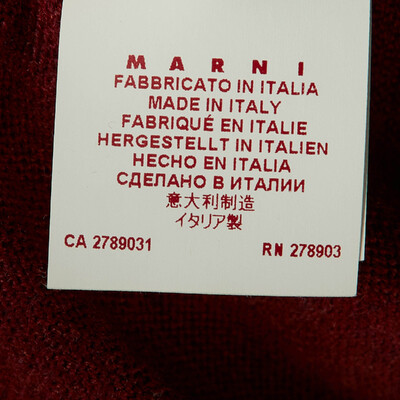 MARNI
FABBRICATO IN ITALIA
MADE IN ITALY
FABRIQUÉ EN ITALIE
HERGESTELLT IN ITALIEN
HECHO EN ITALIA
СДЕЛАНО В ИТАЛИИ
意大利制造
イタリア製
CA 2789031 RN 278903